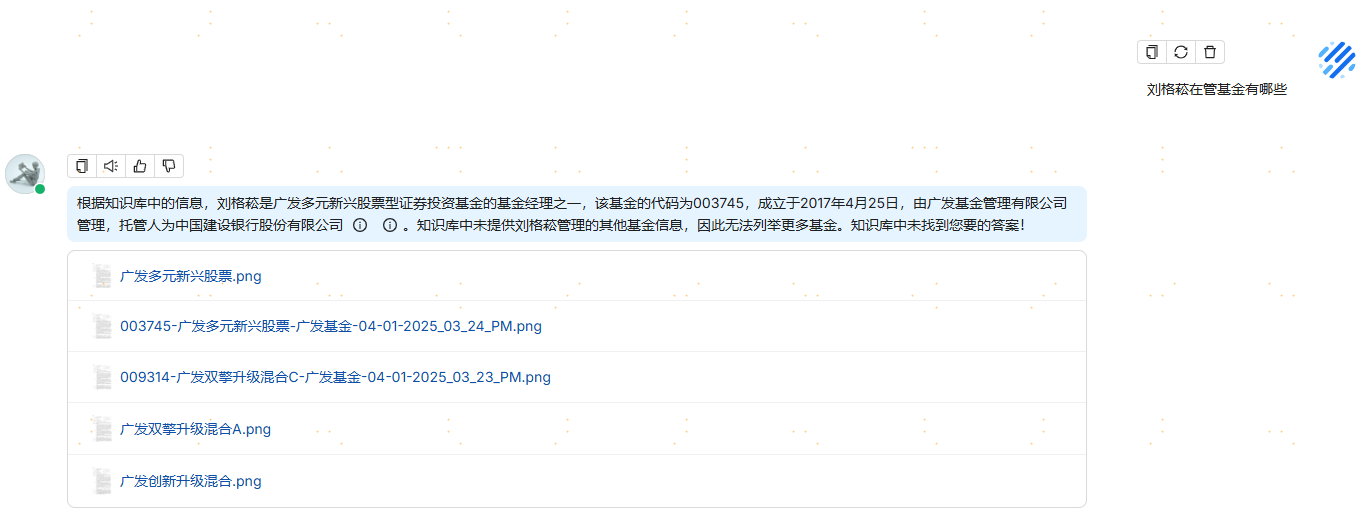 刘格菘在管基金有哪些
根据知识库中的信息，刘格菘是广发多元新兴股票型证券投资基金的基金经理之一，该基金的代码为003745，成立于2017年4月25日，由广发基金管理有限公司
管理，托管人为中国建设银行股份有限公司 。知识库中未提供刘格菘管理的其他基金信息，因此无法列举更多基金。知识库中未找到您要的答案！
广发多元新兴股票.png
003745-广发多元新兴股票-广发基金-04-01-2025_03_24_PM.png
009314-广发双擎升级混合C-广发基金-04-01-2025_03_23_PM.png
广发双擎升级混合A.png
广发创新升级混合.png